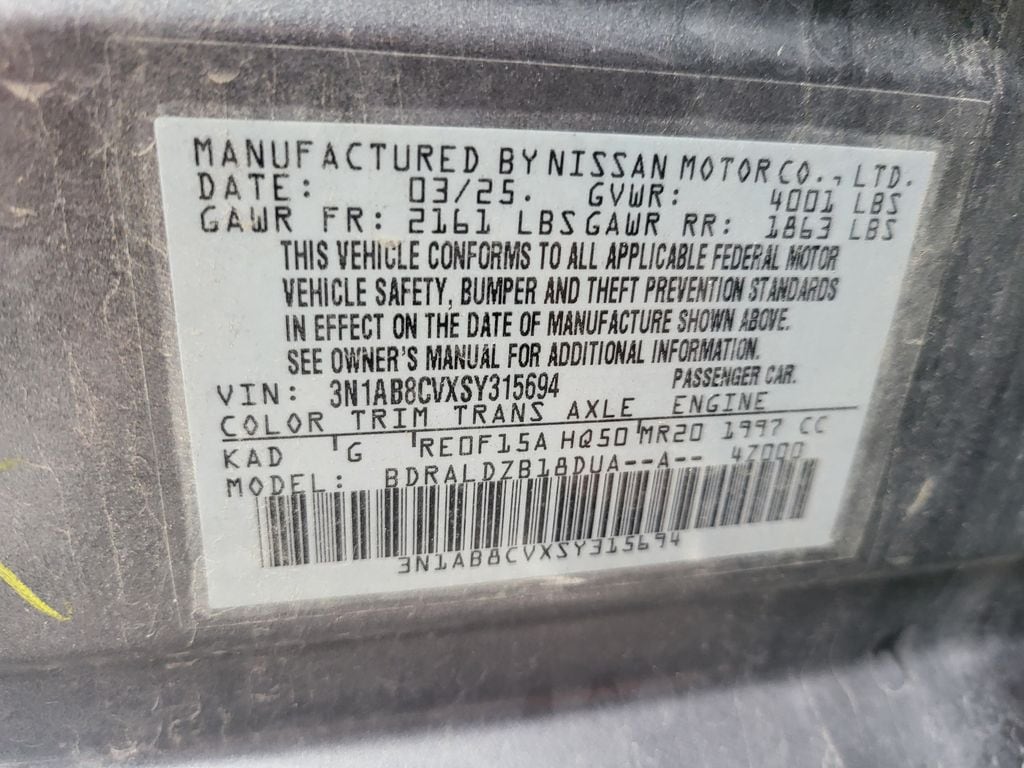 MANUFACTURED BY NISSAN MOTOR CO., LTD.
DATE: 03/25. GVWR: 4001 LBS
GAWR FR: 2161 LBS GAWR RR: 1863 LBS
THIS VEHICLE CONFORMS TO ALL APPLICABLE FEDERAL MOTOR
VEHICLE SAFETY, BUMPER AND THEFT PREVENTION STANDARDS
IN EFFECT ON THE DATE OF MANUFACTURE SHOWN ABOVE.
SEE OWNER'S MANUAL FOR ADDITIONAL INFORMATION.
VIN: 3N1AB8CVXSY315694 PASSENGER CAR.
COLOR TRIM TRANS AXLE ENGINE
KAD G RE0F15A HQ50 MR20 1997 CC
MODEL: BDRALDZB18DUA--A-- 47000
3N1AB8CVXSY315694